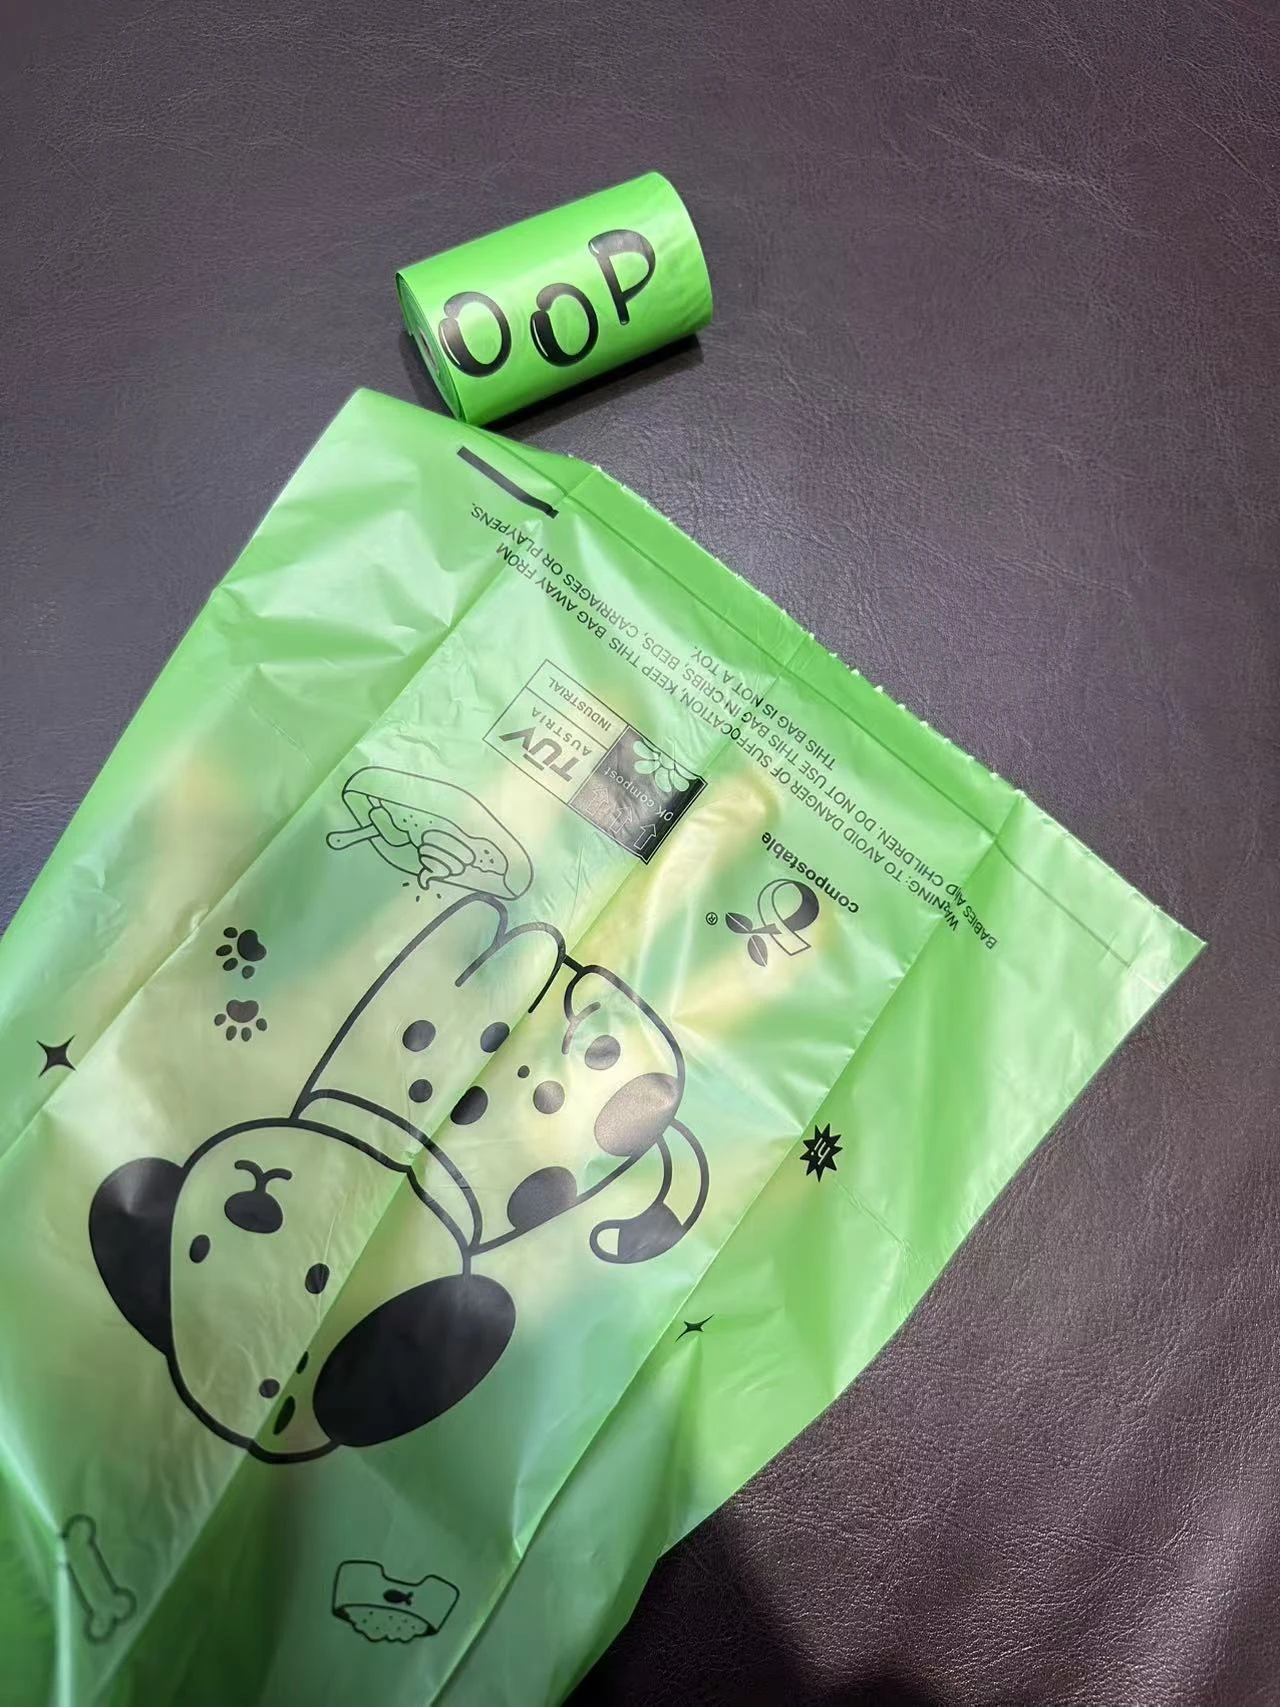 OOP
WARNING: TO AVOID DANGER OF SUFFOCATION, KEEP THIS BAG AWAY FROM
BABIES AND CHILDREN. DO NOT USE THIS BAG IN CRIBS, BEDS, CARRIAGES OR PLAYPENS.
THIS BAG IS NOT A TOY.
compostable
®
OK compost
TÜV
AUSTRIA
INDUSTRIAL
hi